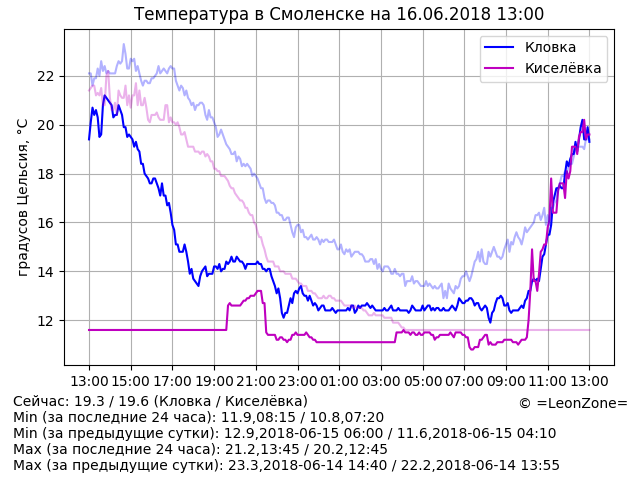 Температура в Смоленске на 16.06.2018 13:00
Кловка
Киселёвка
градусов Цельсия, °C
22
20
18
16
14
12
13:00 15:00 17:00 19:00 21:00 23:00 01:00 03:00 05:00 07:00 09:00 11:00 13:00
Сейчас: 19.3 / 19.6 (Кловка / Киселёвка)
© =LeonZone=
Min (за последние 24 часа): 11.9,08:15 / 10.8,07:20
Min (за предыдущие сутки): 12.9,2018-06-15 06:00 / 11.6,2018-06-15 04:10
Max (за последние 24 часа): 21.2,13:45 / 20.2,12:45
Max (за предыдущие сутки): 23.3,2018-06-14 14:40 / 22.2,2018-06-14 13:55